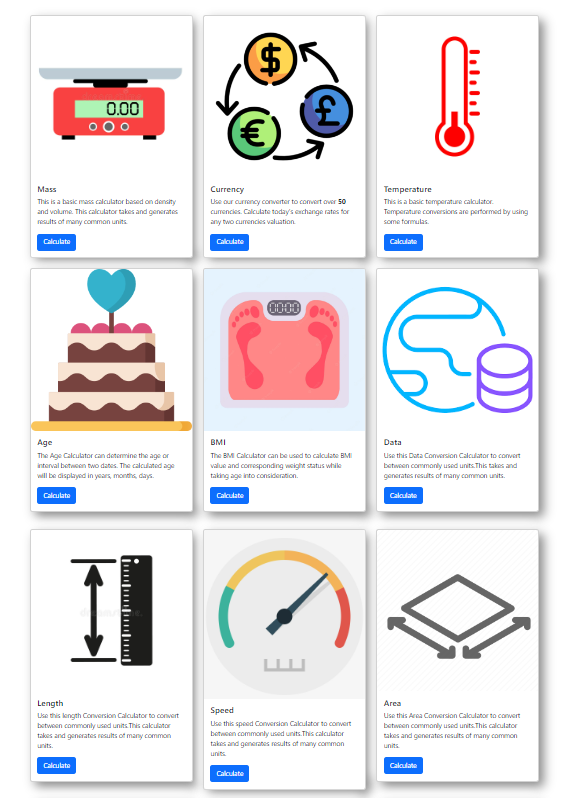 0.00
$
£
€
Mass
This is a basic mass calculator based on density
and volume. This calculator takes and generates
results of many common units.
Calculate
Currency
Use our currency converter to convert over 50
currencies. Calculate today's exchange rates for
any two currencies valuation.
Calculate
Temperature
This is a basic temperature calculator.
Temperature conversions are performed by using
some formulas.
Calculate
00:00
Age
The Age Calculator can determine the age or
interval between two dates. The calculated age
will be displayed in years, months, days.
Calculate
BMI
The BMI Calculator can be used to calculate BMI
value and corresponding weight status while
taking age into consideration.
Calculate
Data
Use this Data Conversion Calculator to convert
between commonly used units.This takes and
generates results of many common units.
Calculate
Length
Use this length Conversion Calculator to convert
between commonly used units.This calculator
takes and generates results of many common
units.
Calculate
Speed
Use this speed Conversion Calculator to convert
between commonly used units.This calculator
takes and generates results of many common
units.
Calculate
Area
Use this Area Conversion Calculator to convert
between commonly used units.This calculator
takes and generates results of many common
units.
Calculate